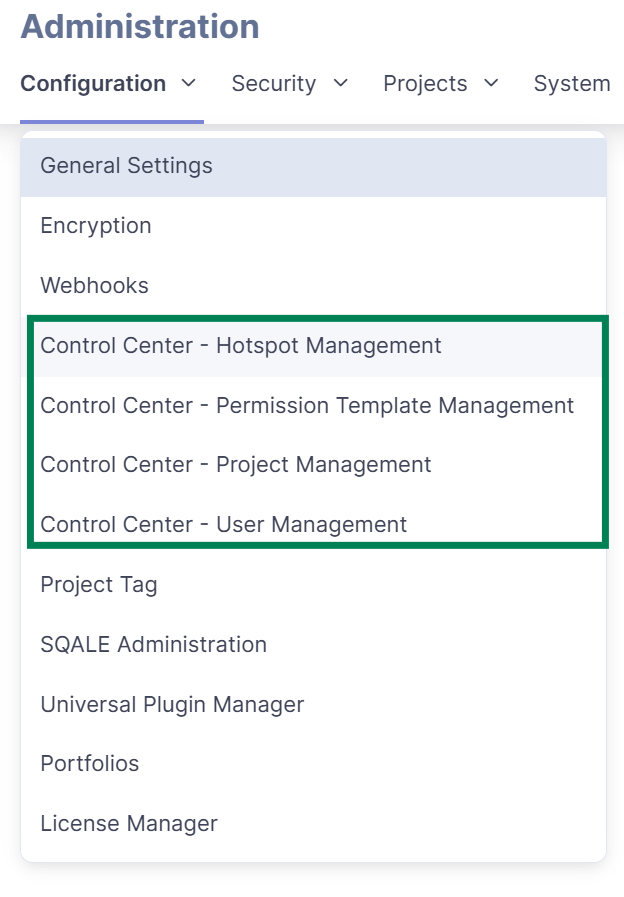 Administration
Configuration Security Projects System
General Settings
Encryption
Webhooks
Control Center - Hotspot Management
Control Center - Permission Template Management
Control Center - Project Management
Control Center - User Management
Project Tag
SQALE Administration
Universal Plugin Manager
Portfolios
License Manager